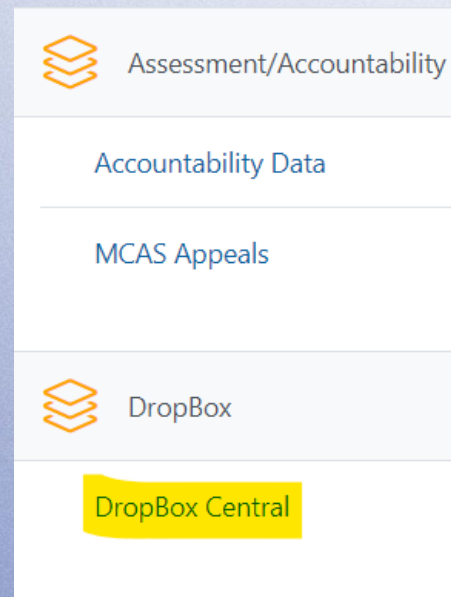 Assessment/Accountability
Accountability Data
MCAS Appeals
DropBox
DropBox Central